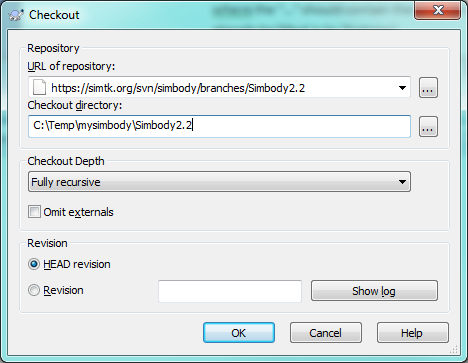 Checkout
Repository
URL of repository:
https://simtk.org/svn/simbody/branches/Simbody2.2
...
Checkout directory:
C:\Temp\mysimbody\Simbody2.2
...
Checkout Depth
Fully recursive
Omit externals
Revision
HEAD revision
Revision
Show log
OK
Cancel
Help